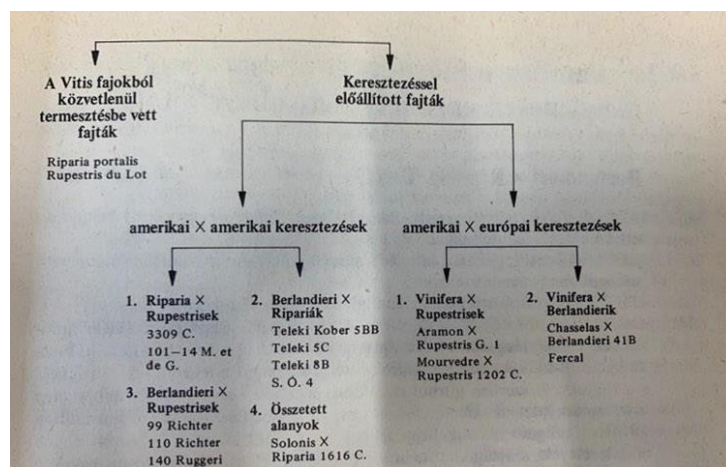 A Vitis fajokból
közvetlenül
termesztésbe vett
fajták
Riparia portalis
Rupestris du Lot
Keresztezéssel
előállított fajták
amerikai X amerikai keresztezések
1. Riparia X
Rupestrisek
3309 C.
101–14 M. et
de G.
2. Berlandieri X
Ripariák
Teleki Kober 5BB
Teleki 5C
Teleki 8B
S. O. 4
3. Berlandieri X
Rupestrisek
99 Richter
110 Richter
140 Ruggeri
4. Összetett
alanyok
Solonis X
Riparia 1616 C.
amerikai X európai keresztezések
1. Vinifera X
Rupestrisek
Aramon X
Rupestris G. 1
Mourvedre X
Rupestris 1202 C.
2. Vinifera X
Berlandierik
Chasselas X
Berlandieri 41B
Fercal